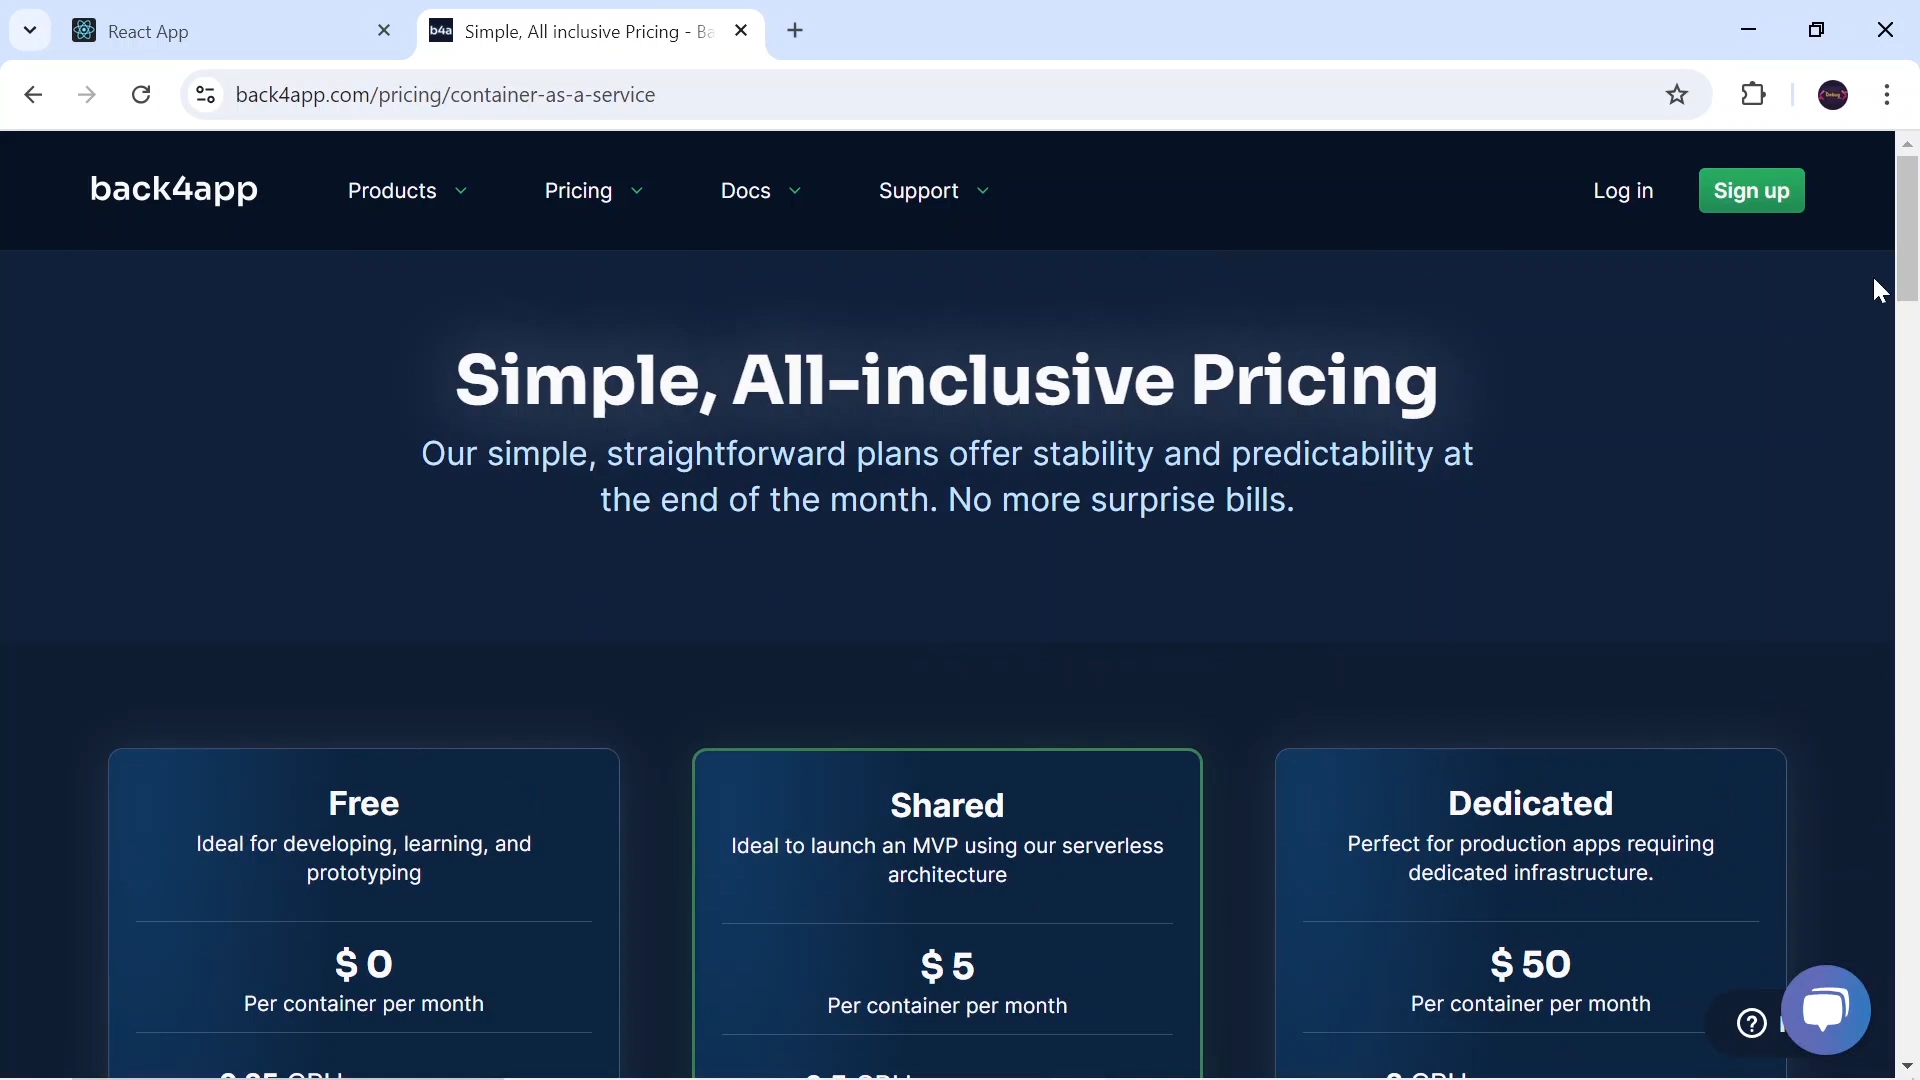 React App
b4a
Simple, All inclusive Pricing - Ba
back4app.com/pricing/container-as-a-service
back4app
Products
Pricing
Docs
Support
Log in
Sign up
Simple, All-inclusive Pricing
Our simple, straightforward plans offer stability and predictability at
the end of the month. No more surprise bills.
Free
Ideal for developing, learning, and
prototyping
$ 0
Per container per month
Shared
Ideal to launch an MVP using our serverless
architecture
$ 5
Per container per month
Dedicated
Perfect for production apps requiring
dedicated infrastructure.
$ 50
Per container per month